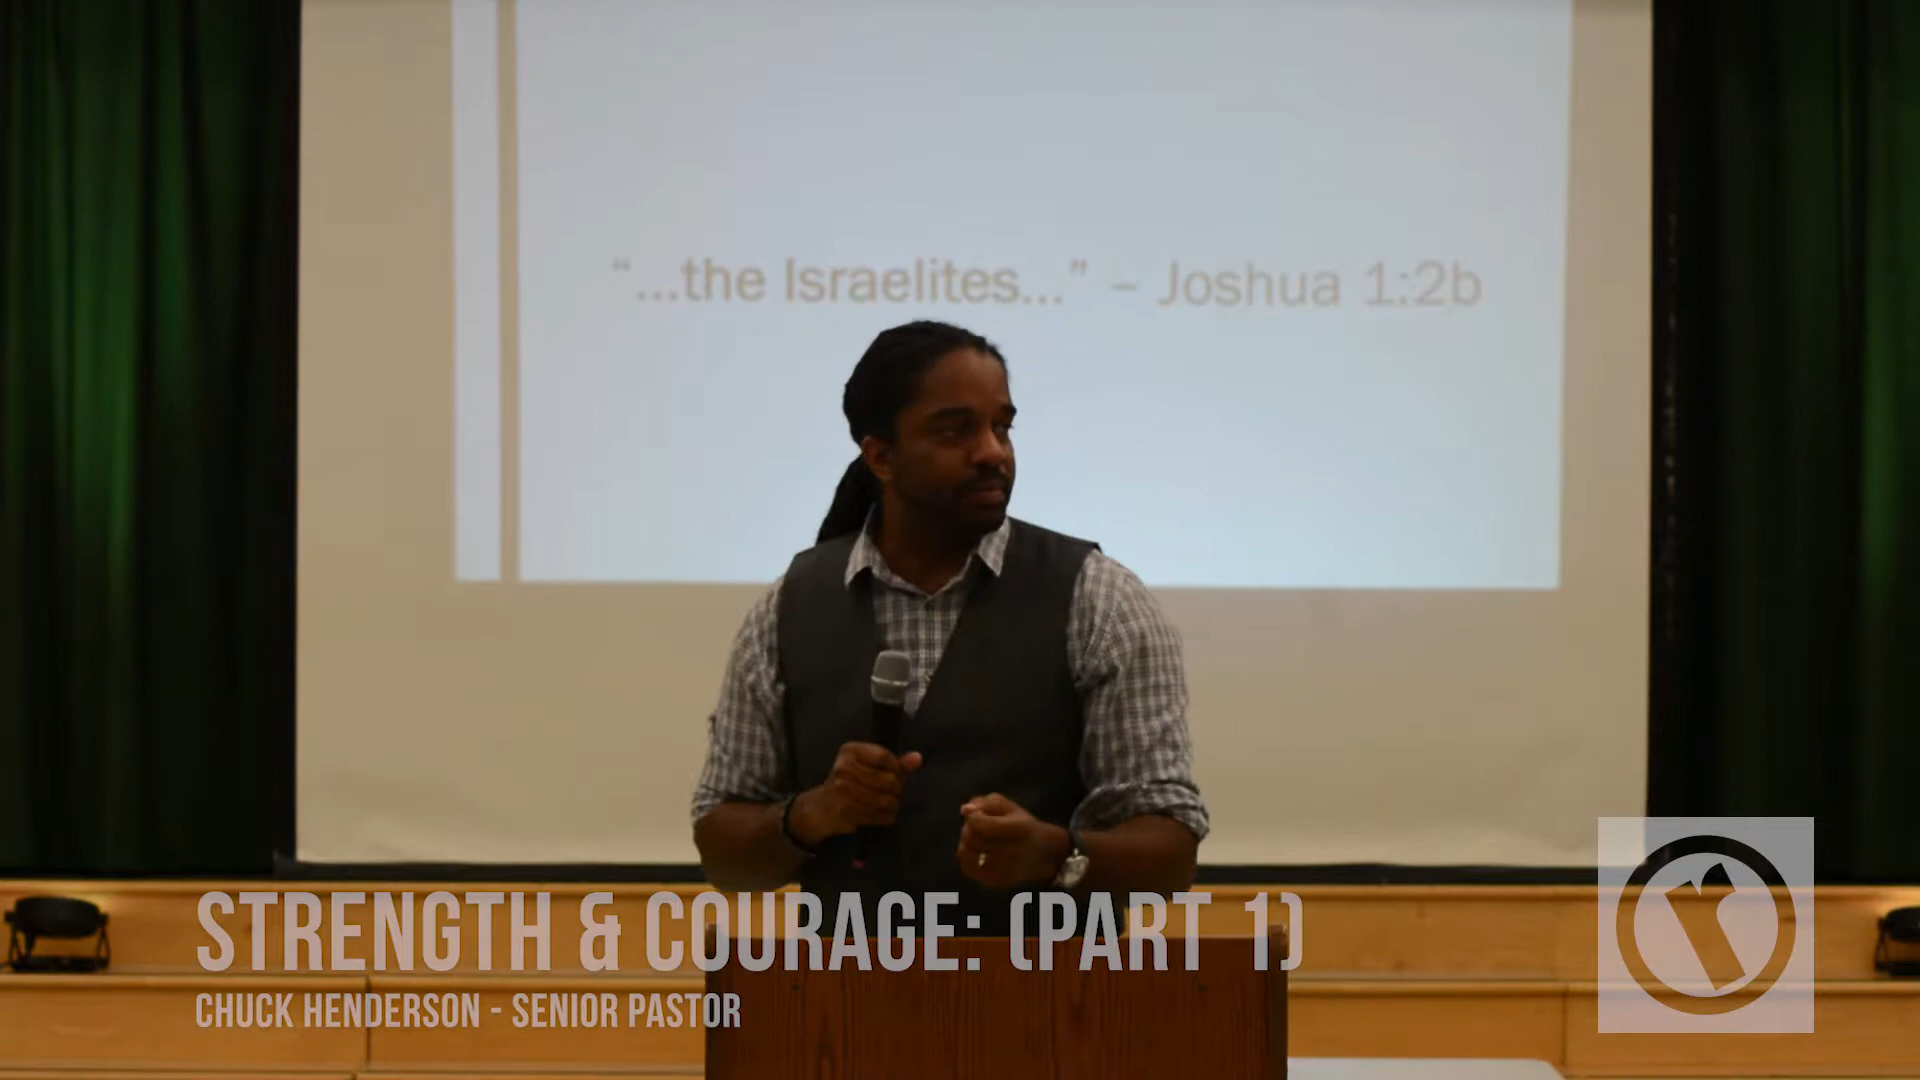 “...the Israelites...” – Joshua 1:2b
STRENGTH & COURAGE: (PART 1)
CHUCK HENDERSON - SENIOR PASTOR
r